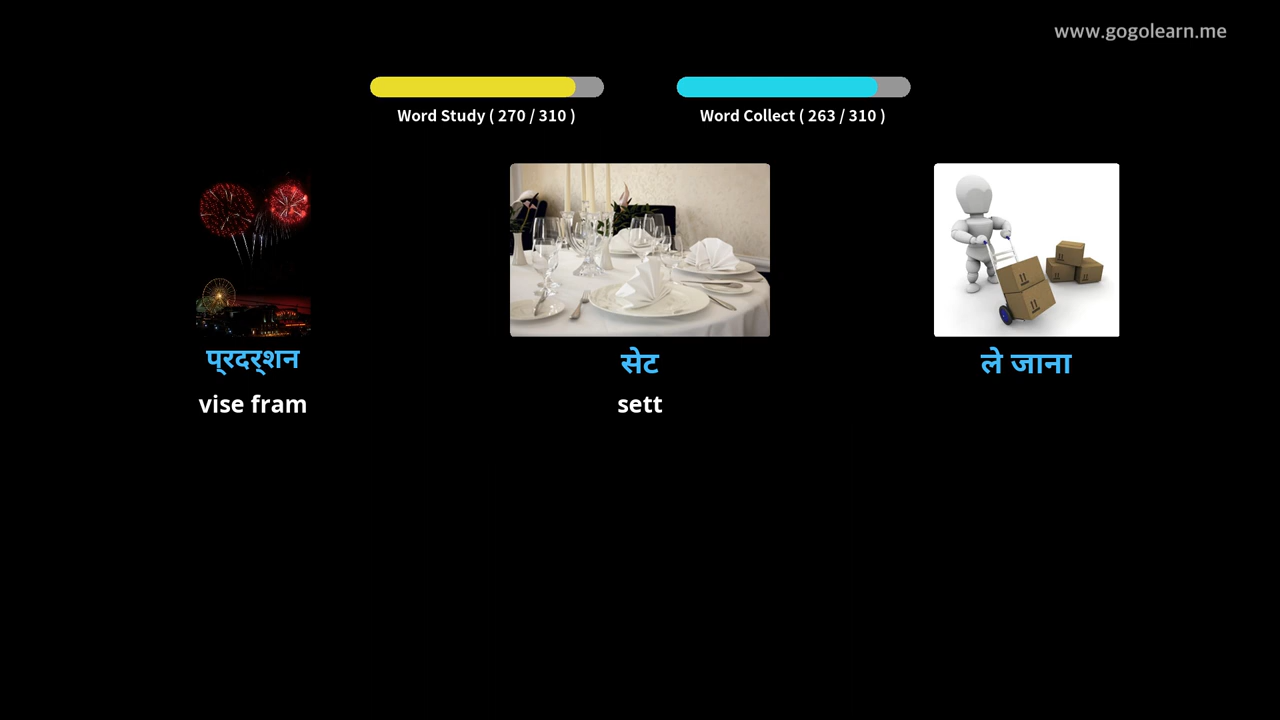 www.gogolearn.me
Word Study ( 270 / 310 )
Word Collect ( 263 / 310 )
प्रदर्शन
सेट
ले जाना
vise fram
sett